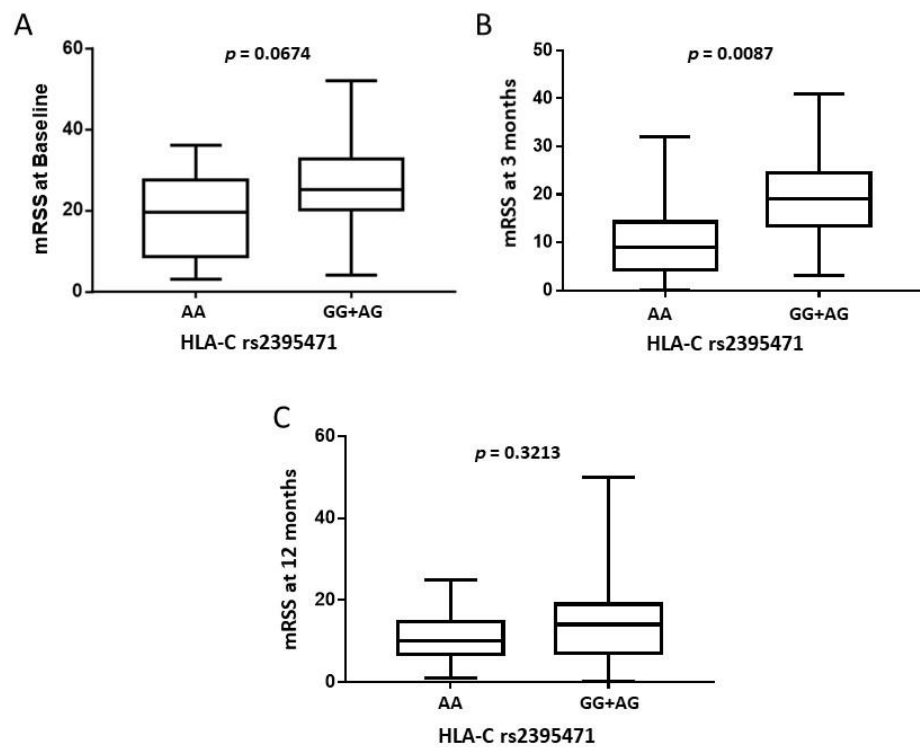 A
60
40
20
0
mRSS at Baseline
p = 0.0674
AA
GG+AG
HLA-C rs2395471
B
50
40
30
20
10
0
mRSS at 3 months
p = 0.0087
AA
GG+AG
HLA-C rs2395471
C
60
40
20
0
mRSS at 12 months
p = 0.3213
AA
GG+AG
HLA-C rs2395471